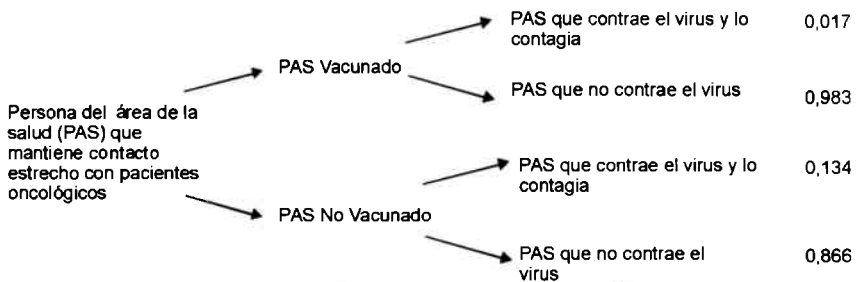 PAS que contrae el virus y lo
contagia
0,017
PAS Vacunado
PAS que no contrae el virus
0,983
Persona del área de la
salud (PAS) que
mantiene contacto
estrecho con pacientes
oncológicos
PAS que contrae el virus y lo
contagia
0,134
PAS No Vacunado
PAS que no contrae el
virus
0,866